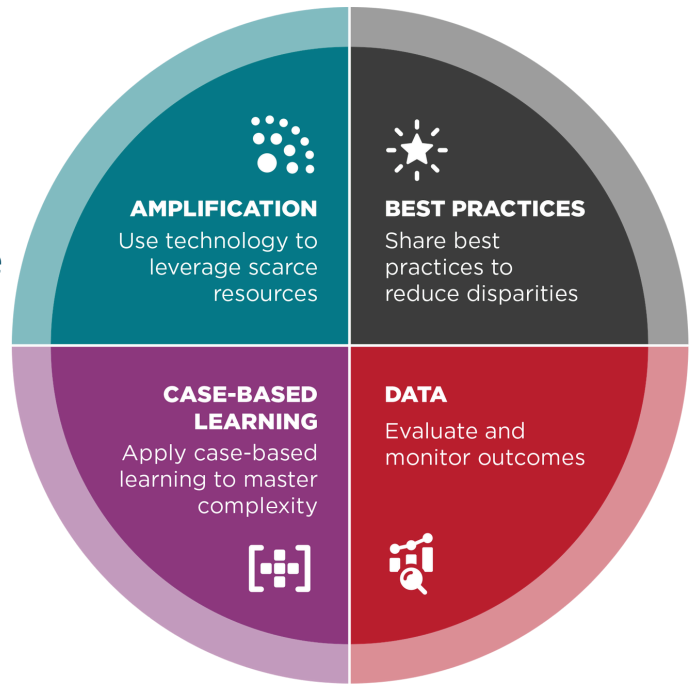 AMPLIFICATION
Use technology to
leverage scarce
resources
BEST PRACTICES
Share best
practices to
reduce disparities
CASE-BASED
LEARNING
Apply case-based
learning to master
complexity
DATA
Evaluate and
monitor outcomes